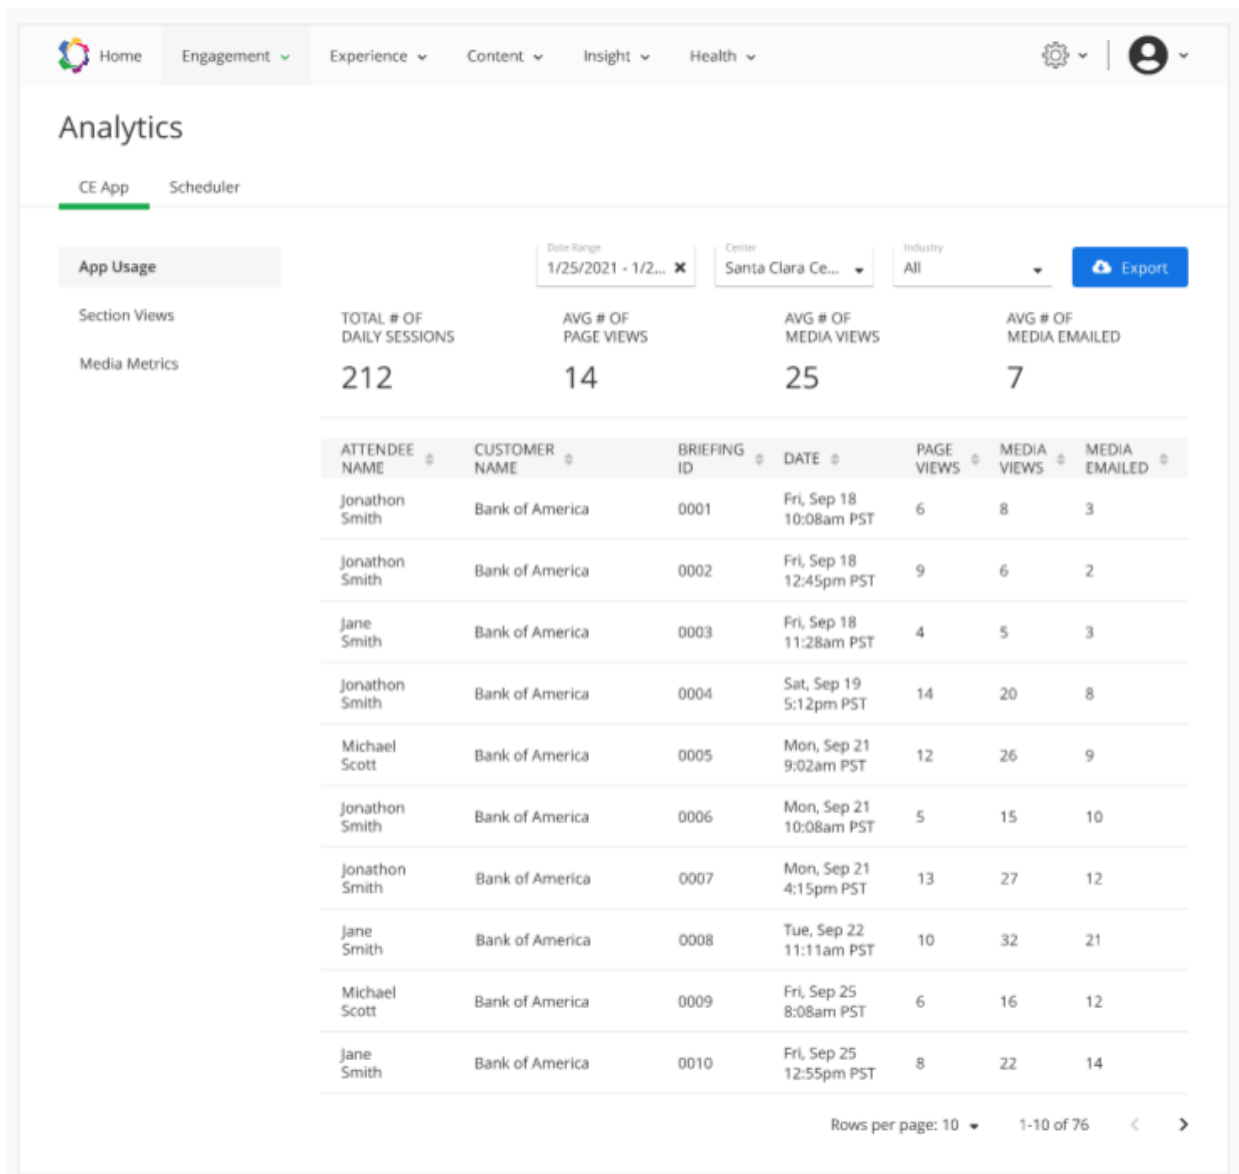 Home Engagement Experience Content Insight Health
Analytics
CE App Scheduler
App Usage
Section Views
Media Metrics
Date Range Center Industry
1/25/2021 - 1/2... Santa Clara Ce... All Export
TOTAL # OF AVG # OF AVG # OF AVG # OF
DAILY SESSIONS PAGE VIEWS MEDIA VIEWS MEDIA EMAILED
212 14 25 7
ATTENDEE CUSTOMER BRIEFING DATE PAGE MEDIA MEDIA
NAME NAME ID VIEWS VIEWS EMAILED
Jonathon Fri, Sep 18
Smith Bank of America 0001 10:08am PST 6 8 3
Jonathon Fri, Sep 18
Smith Bank of America 0002 12:45pm PST 9 6 2
Jane Fri, Sep 18
Smith Bank of America 0003 11:28am PST 4 5 3
Jonathon Sat, Sep 19
Smith Bank of America 0004 5:12pm PST 14 20 8
Michael Mon, Sep 21
Scott Bank of America 0005 9:02am PST 12 26 9
Jonathon Mon, Sep 21
Smith Bank of America 0006 10:08am PST 5 15 10
Jonathon Mon, Sep 21
Smith Bank of America 0007 4:15pm PST 13 27 12
Jane Tue, Sep 22
Smith Bank of America 0008 11:11am PST 10 32 21
Michael Fri, Sep 25
Scott Bank of America 0009 8:08am PST 6 16 12
Jane Fri, Sep 25
Smith Bank of America 0010 12:55pm PST 8 22 14
Rows per page: 10 1-10 of 76